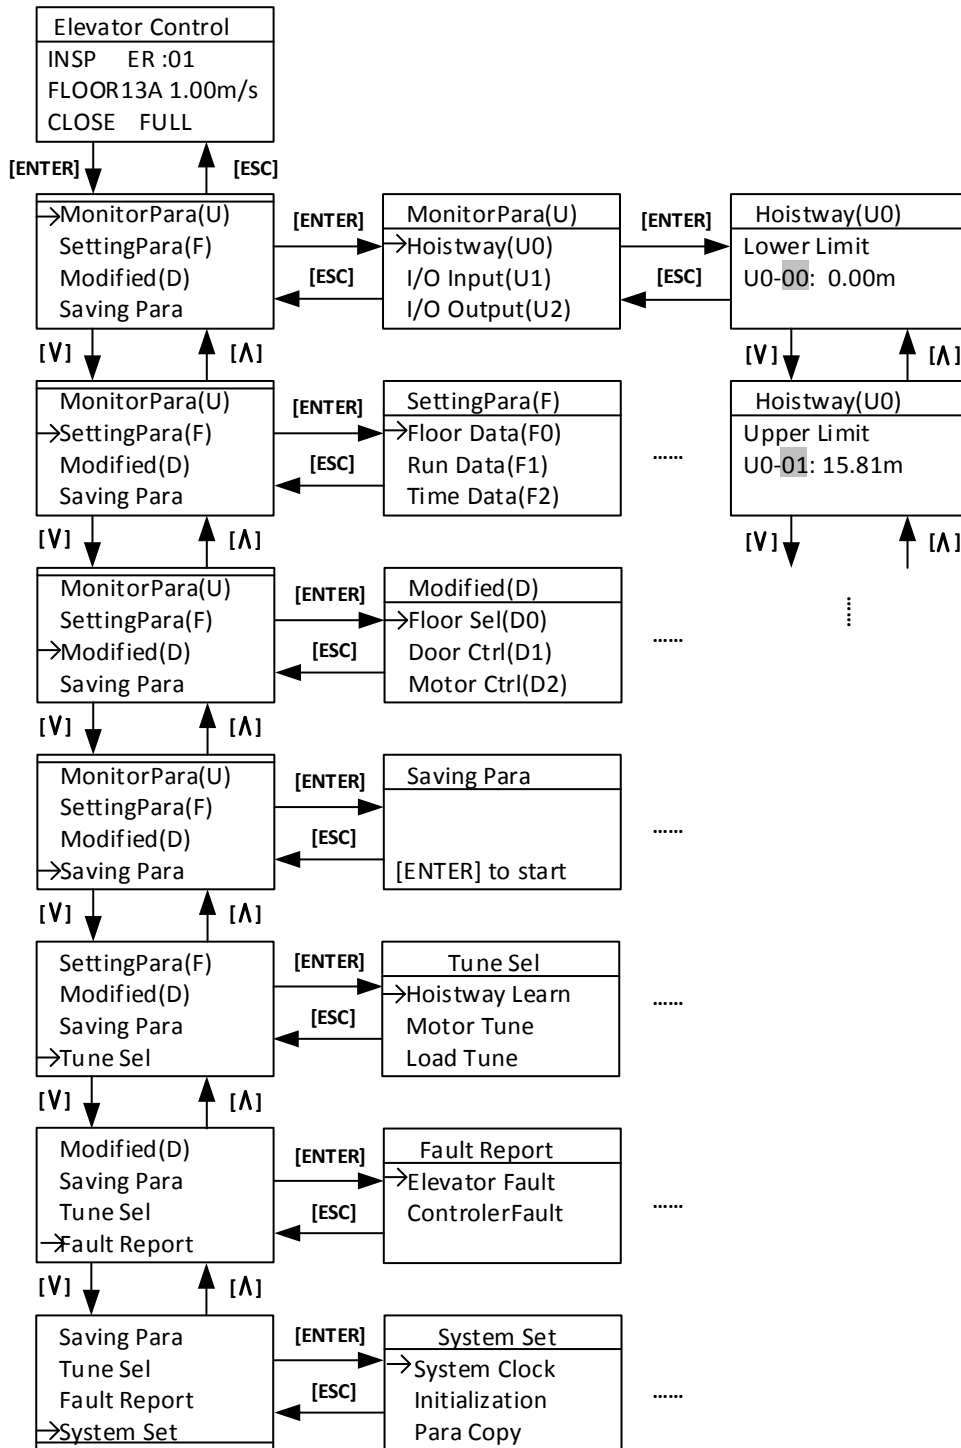 Elevator Control
INSP ER :01
FLOOR13A 1.00m/s
CLOSE FULL
[ENTER] [ESC]
MonitorPara(U)
SettingPara(F)
Modified(D)
Saving Para
[ENTER]
[ESC]
MonitorPara(U)
Hoistway(U0)
I/O Input(U1)
I/O Output(U2)
[ENTER]
[ESC]
Hoistway(U0)
Lower Limit
U0-00: 0.00m
[V] [Λ]
[V] [Λ]
MonitorPara(U)
SettingPara(F)
Modified(D)
Saving Para
[ENTER]
[ESC]
SettingPara(F)
Floor Data(F0)
Run Data(F1)
Time Data(F2)
......
Hoistway(U0)
Upper Limit
U0-01: 15.81m
[V] [Λ]
[V] [Λ]
......
MonitorPara(U)
SettingPara(F)
Modified(D)
Saving Para
[ENTER]
[ESC]
Modified(D)
Floor Sel(D0)
Door Ctrl(D1)
Motor Ctrl(D2)
......
[V] [Λ]
MonitorPara(U)
SettingPara(F)
Modified(D)
Saving Para
[ENTER]
[ESC]
Saving Para
[ENTER] to start
......
[V] [Λ]
SettingPara(F)
Modified(D)
Saving Para
Tune Sel
[ENTER]
[ESC]
Tune Sel
Hoistway Learn
Motor Tune
Load Tune
......
[V] [Λ]
Modified(D)
Saving Para
Tune Sel
Fault Report
[ENTER]
[ESC]
Fault Report
Elevator Fault
ControlerFault
......
[V] [Λ]
Saving Para
Tune Sel
Fault Report
System Set
[ENTER]
[ESC]
System Set
System Clock
Initialization
Para Copy
......